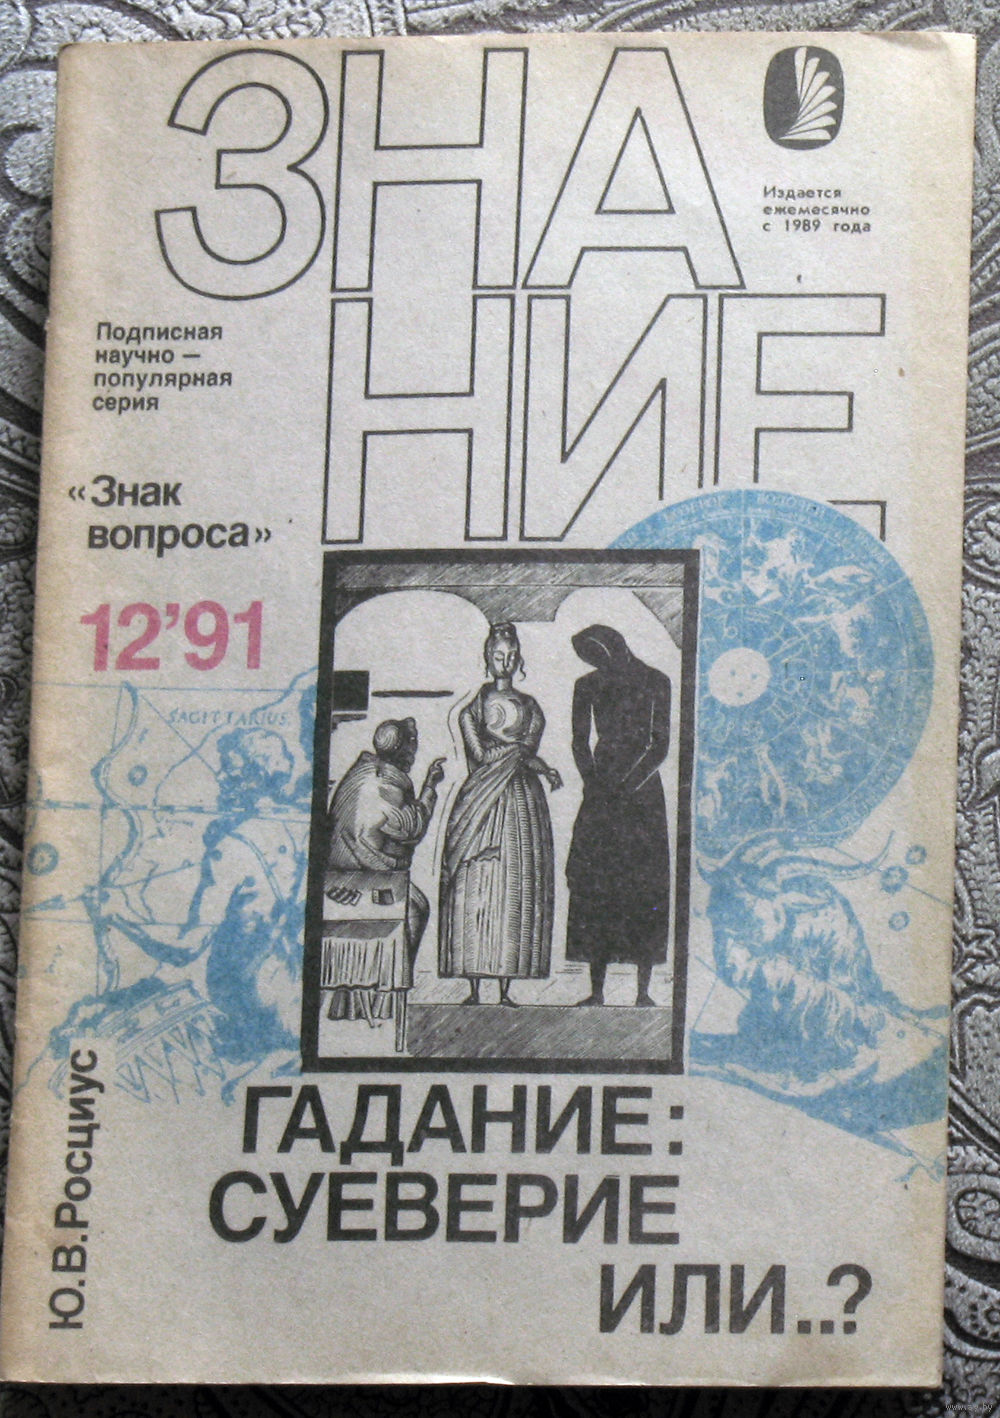 ЗНА
НИЕ
Издается
ежемесячно
с 1989 года
Подписная
научно —
популярная
серия
«Знак
вопроса»
12’91
SAGITTARIUS
Ю.В.Росциус
ГАДАНИЕ:
СУЕВЕРИЕ
ИЛИ..?